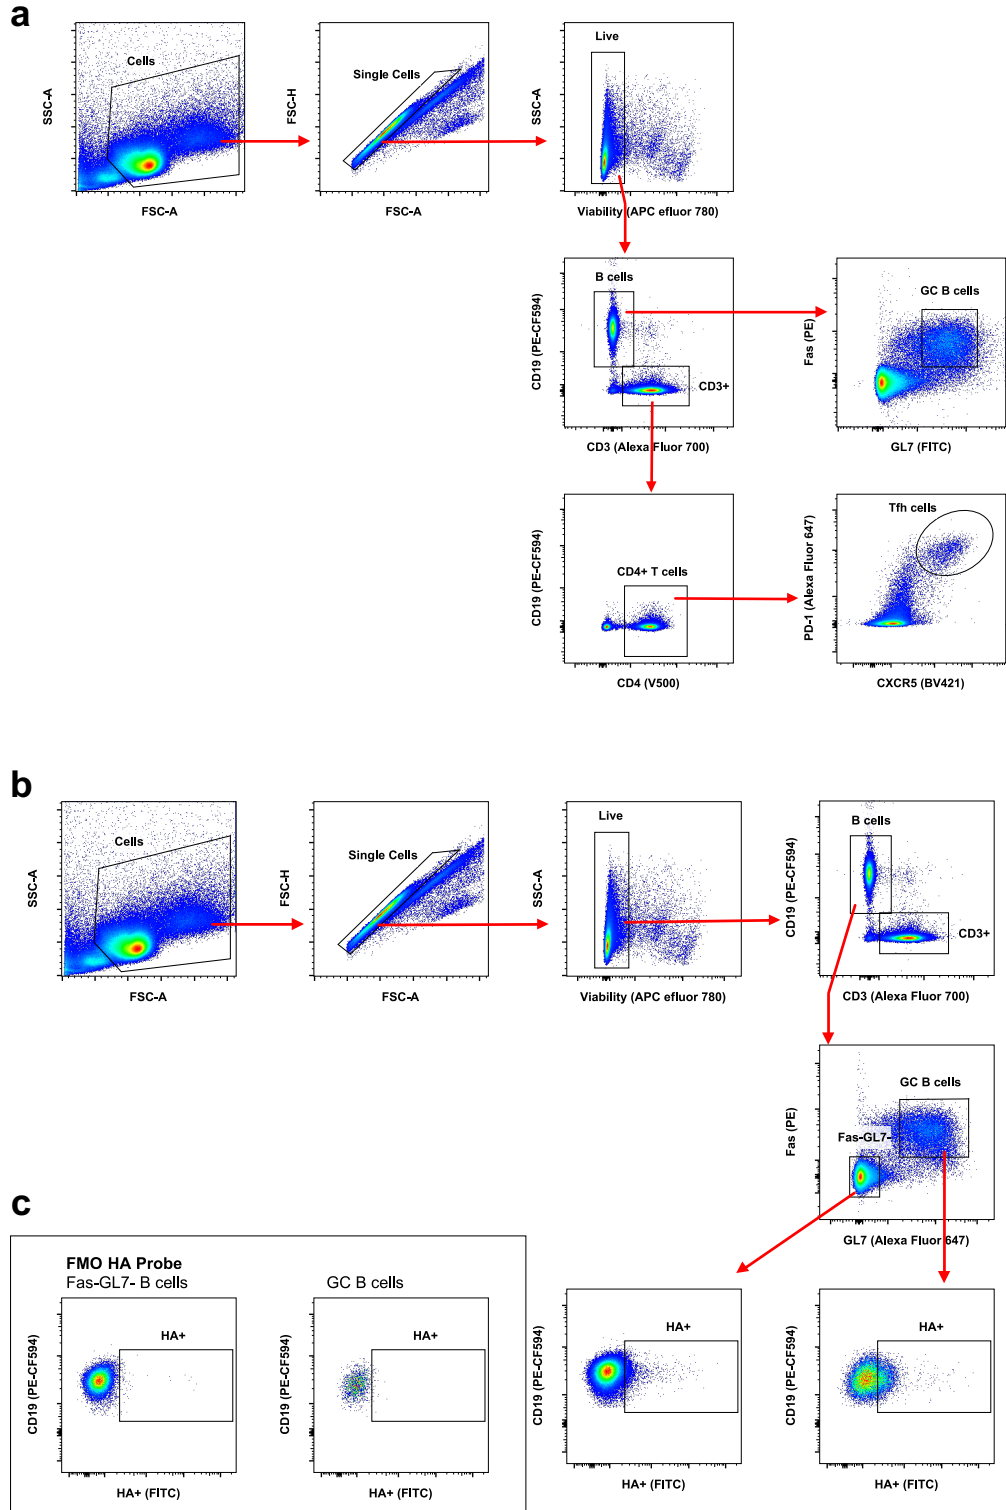 a
Cells
SSC-A
FSC-A
Single Cells
FSC-H
FSC-A
Live
SSC-A
Viability (APC efluor 780)
B cells
CD3+
CD19 (PE-CF594)
CD3 (Alexa Fluor 700)
GC B cells
Fas (PE)
GL7 (FITC)
CD4+ T cells
CD19 (PE-CF594)
CD4 (V500)
Tfh cells
PD-1 (Alexa Fluor 647)
CXCR5 (BV421)
b
Cells
SSC-A
FSC-A
Single Cells
FSC-H
FSC-A
Live
SSC-A
Viability (APC efluor 780)
B cells
CD3+
CD19 (PE-CF594)
CD3 (Alexa Fluor 700)
GC B cells
Fas-GL7-
Fas (PE)
GL7 (Alexa Fluor 647)
HA+
CD19 (PE-CF594)
HA+ (FITC)
HA+
CD19 (PE-CF594)
HA+ (FITC)
c
FMO HA Probe
Fas-GL7- B cells
HA+
CD19 (PE-CF594)
HA+ (FITC)
GC B cells
HA+
CD19 (PE-CF594)
HA+ (FITC)